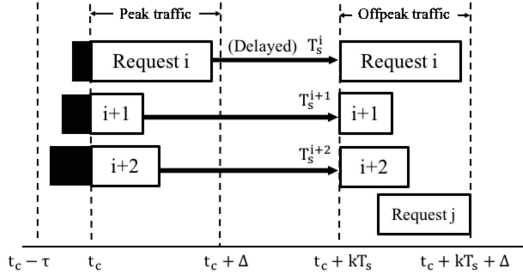 Peak traffic
Offpeak traffic
Request i
(Delayed) T_s^i
Request i
i+1
T_s^{i+1}
i+1
i+2
T_s^{i+2}
i+2
Request j
t_c − τ
t_c
t_c + Δ
t_c + kT_s
t_c + kT_s + Δ